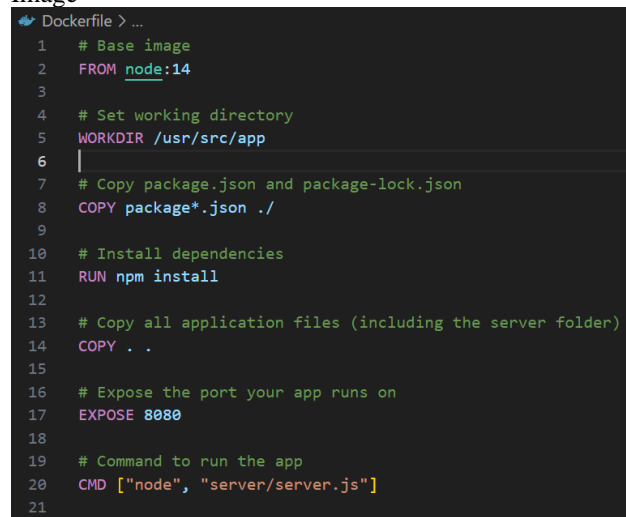 Image
Dockerfile > ...
1 # Base image
2 FROM node:14
3
4 # Set working directory
5 WORKDIR /usr/src/app
6
7 # Copy package.json and package-lock.json
8 COPY package*.json ./
9
10 # Install dependencies
11 RUN npm install
12
13 # Copy all application files (including the server folder)
14 COPY . .
15
16 # Expose the port your app runs on
17 EXPOSE 8080
18
19 # Command to run the app
20 CMD ["node", "server/server.js"]
21